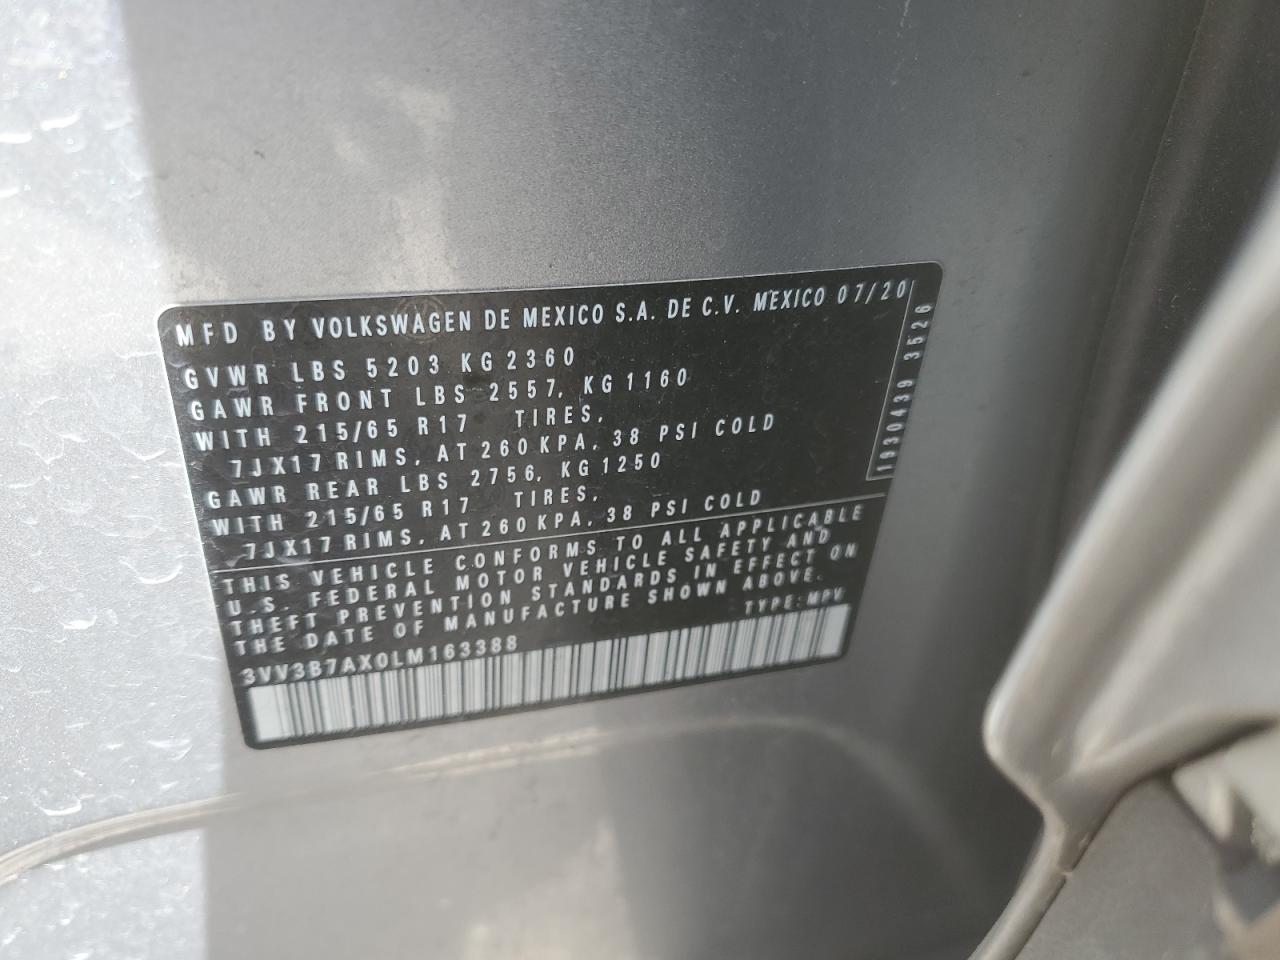 MFD BY VOLKSWAGEN DE MEXICO S.A. DE C.V. MEXICO 07/20
GVWR LBS 5203 KG 2360
GAWR FRONT LBS 2557, KG 1160
WITH 215/65 R17 TIRES,
7JX17 RIMS, AT 260 KPA, 38 PSI COLD
GAWR REAR LBS 2756, KG 1250
WITH 215/65 R17 TIRES,
7JX17 RIMS, AT 260 KPA, 38 PSI COLD
1930439 3526
THIS VEHICLE CONFORMS TO ALL APPLICABLE
U.S. FEDERAL MOTOR VEHICLE SAFETY AND
THEFT PREVENTION STANDARDS IN EFFECT ON
THE DATE OF MANUFACTURE SHOWN ABOVE.
3VV3B7AX0LM163388 TYPE: MPV